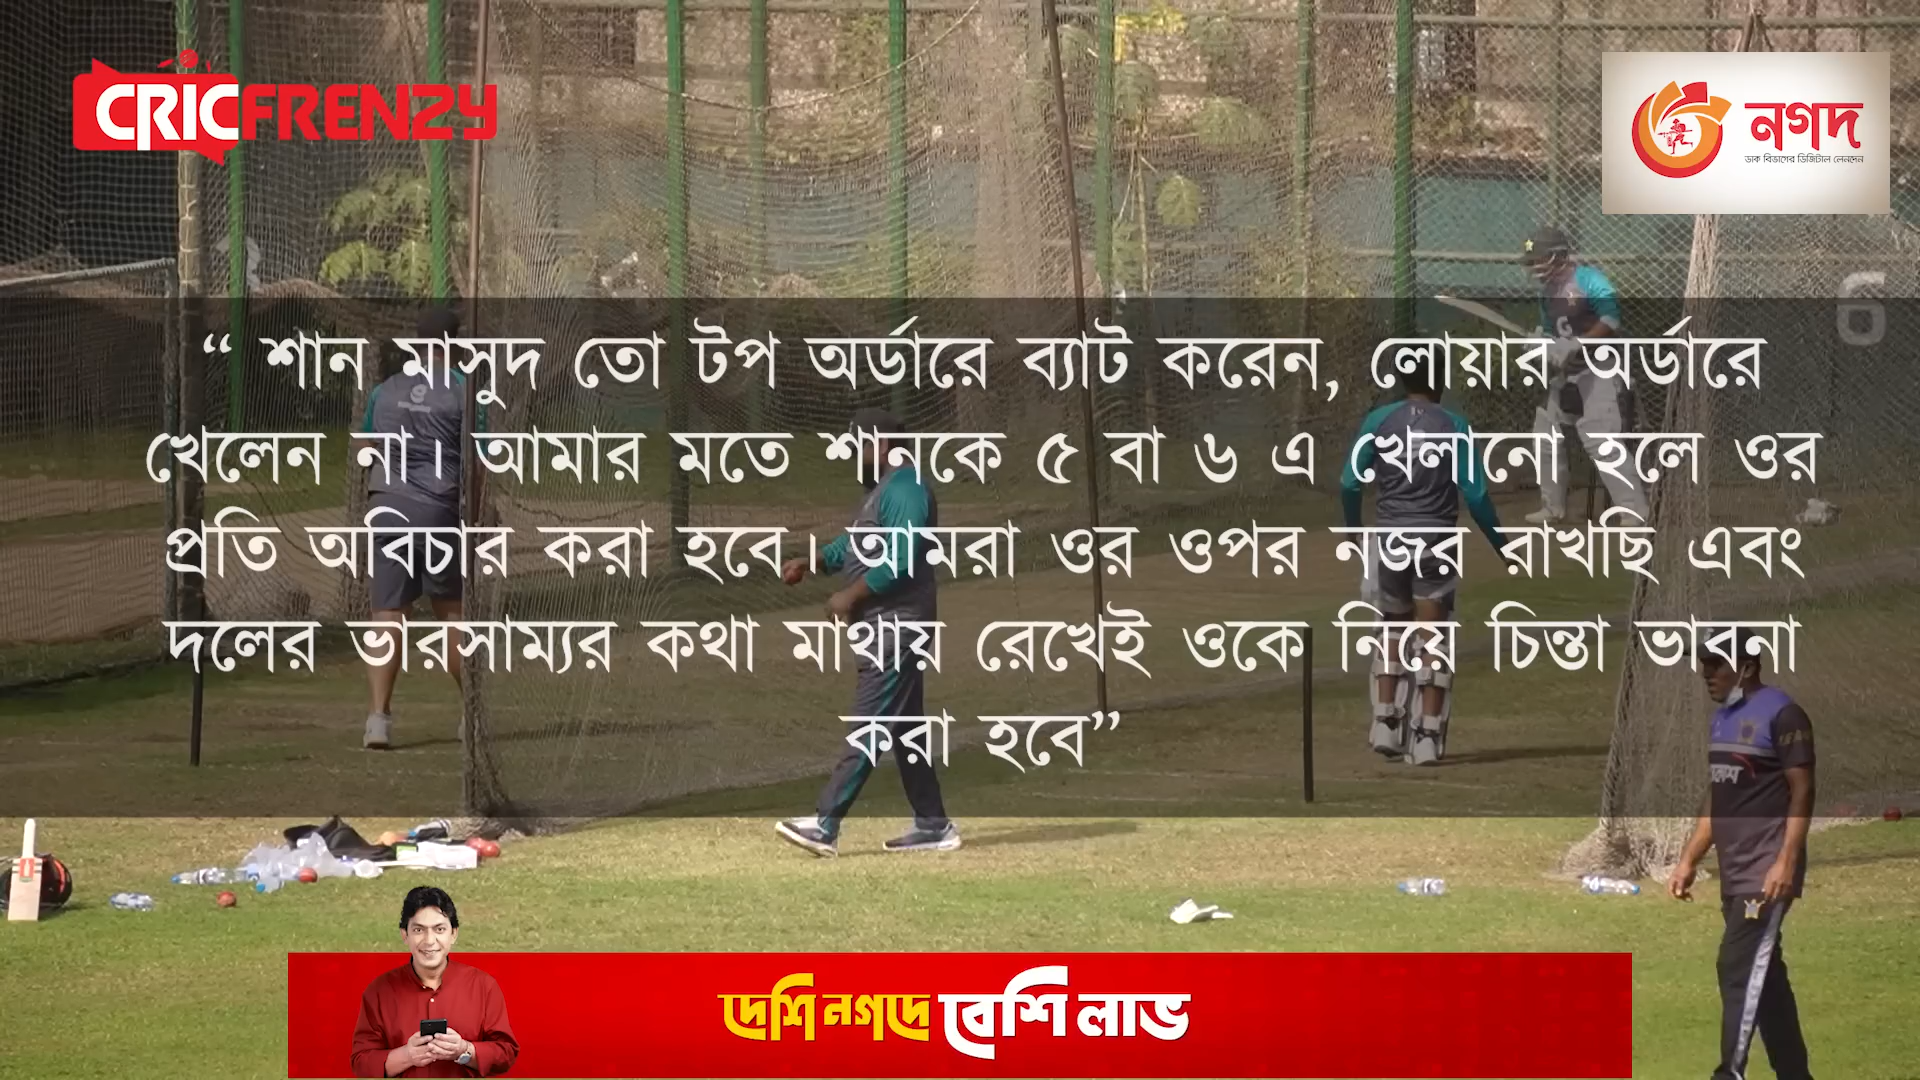 CRICFRENZY
নগদ
ডাক বিভাগের ডিজিটাল লেনদেন
“ শান মাসুদ তো টপ অর্ডারে ব্যাট করেন, লোয়ার অর্ডারে
খেলেন না। আমার মতে শানকে ৫ বা ৬ এ খেলানো হলে ওর
প্রতি অবিচার করা হবে। আমরা ওর ওপর নজর রাখছি এবং
দলের ভারসাম্যর কথা মাথায় রেখেই ওকে নিয়ে চিন্তা ভাবনা
করা হবে”
6
দেশি নগদে বেশি লাভ